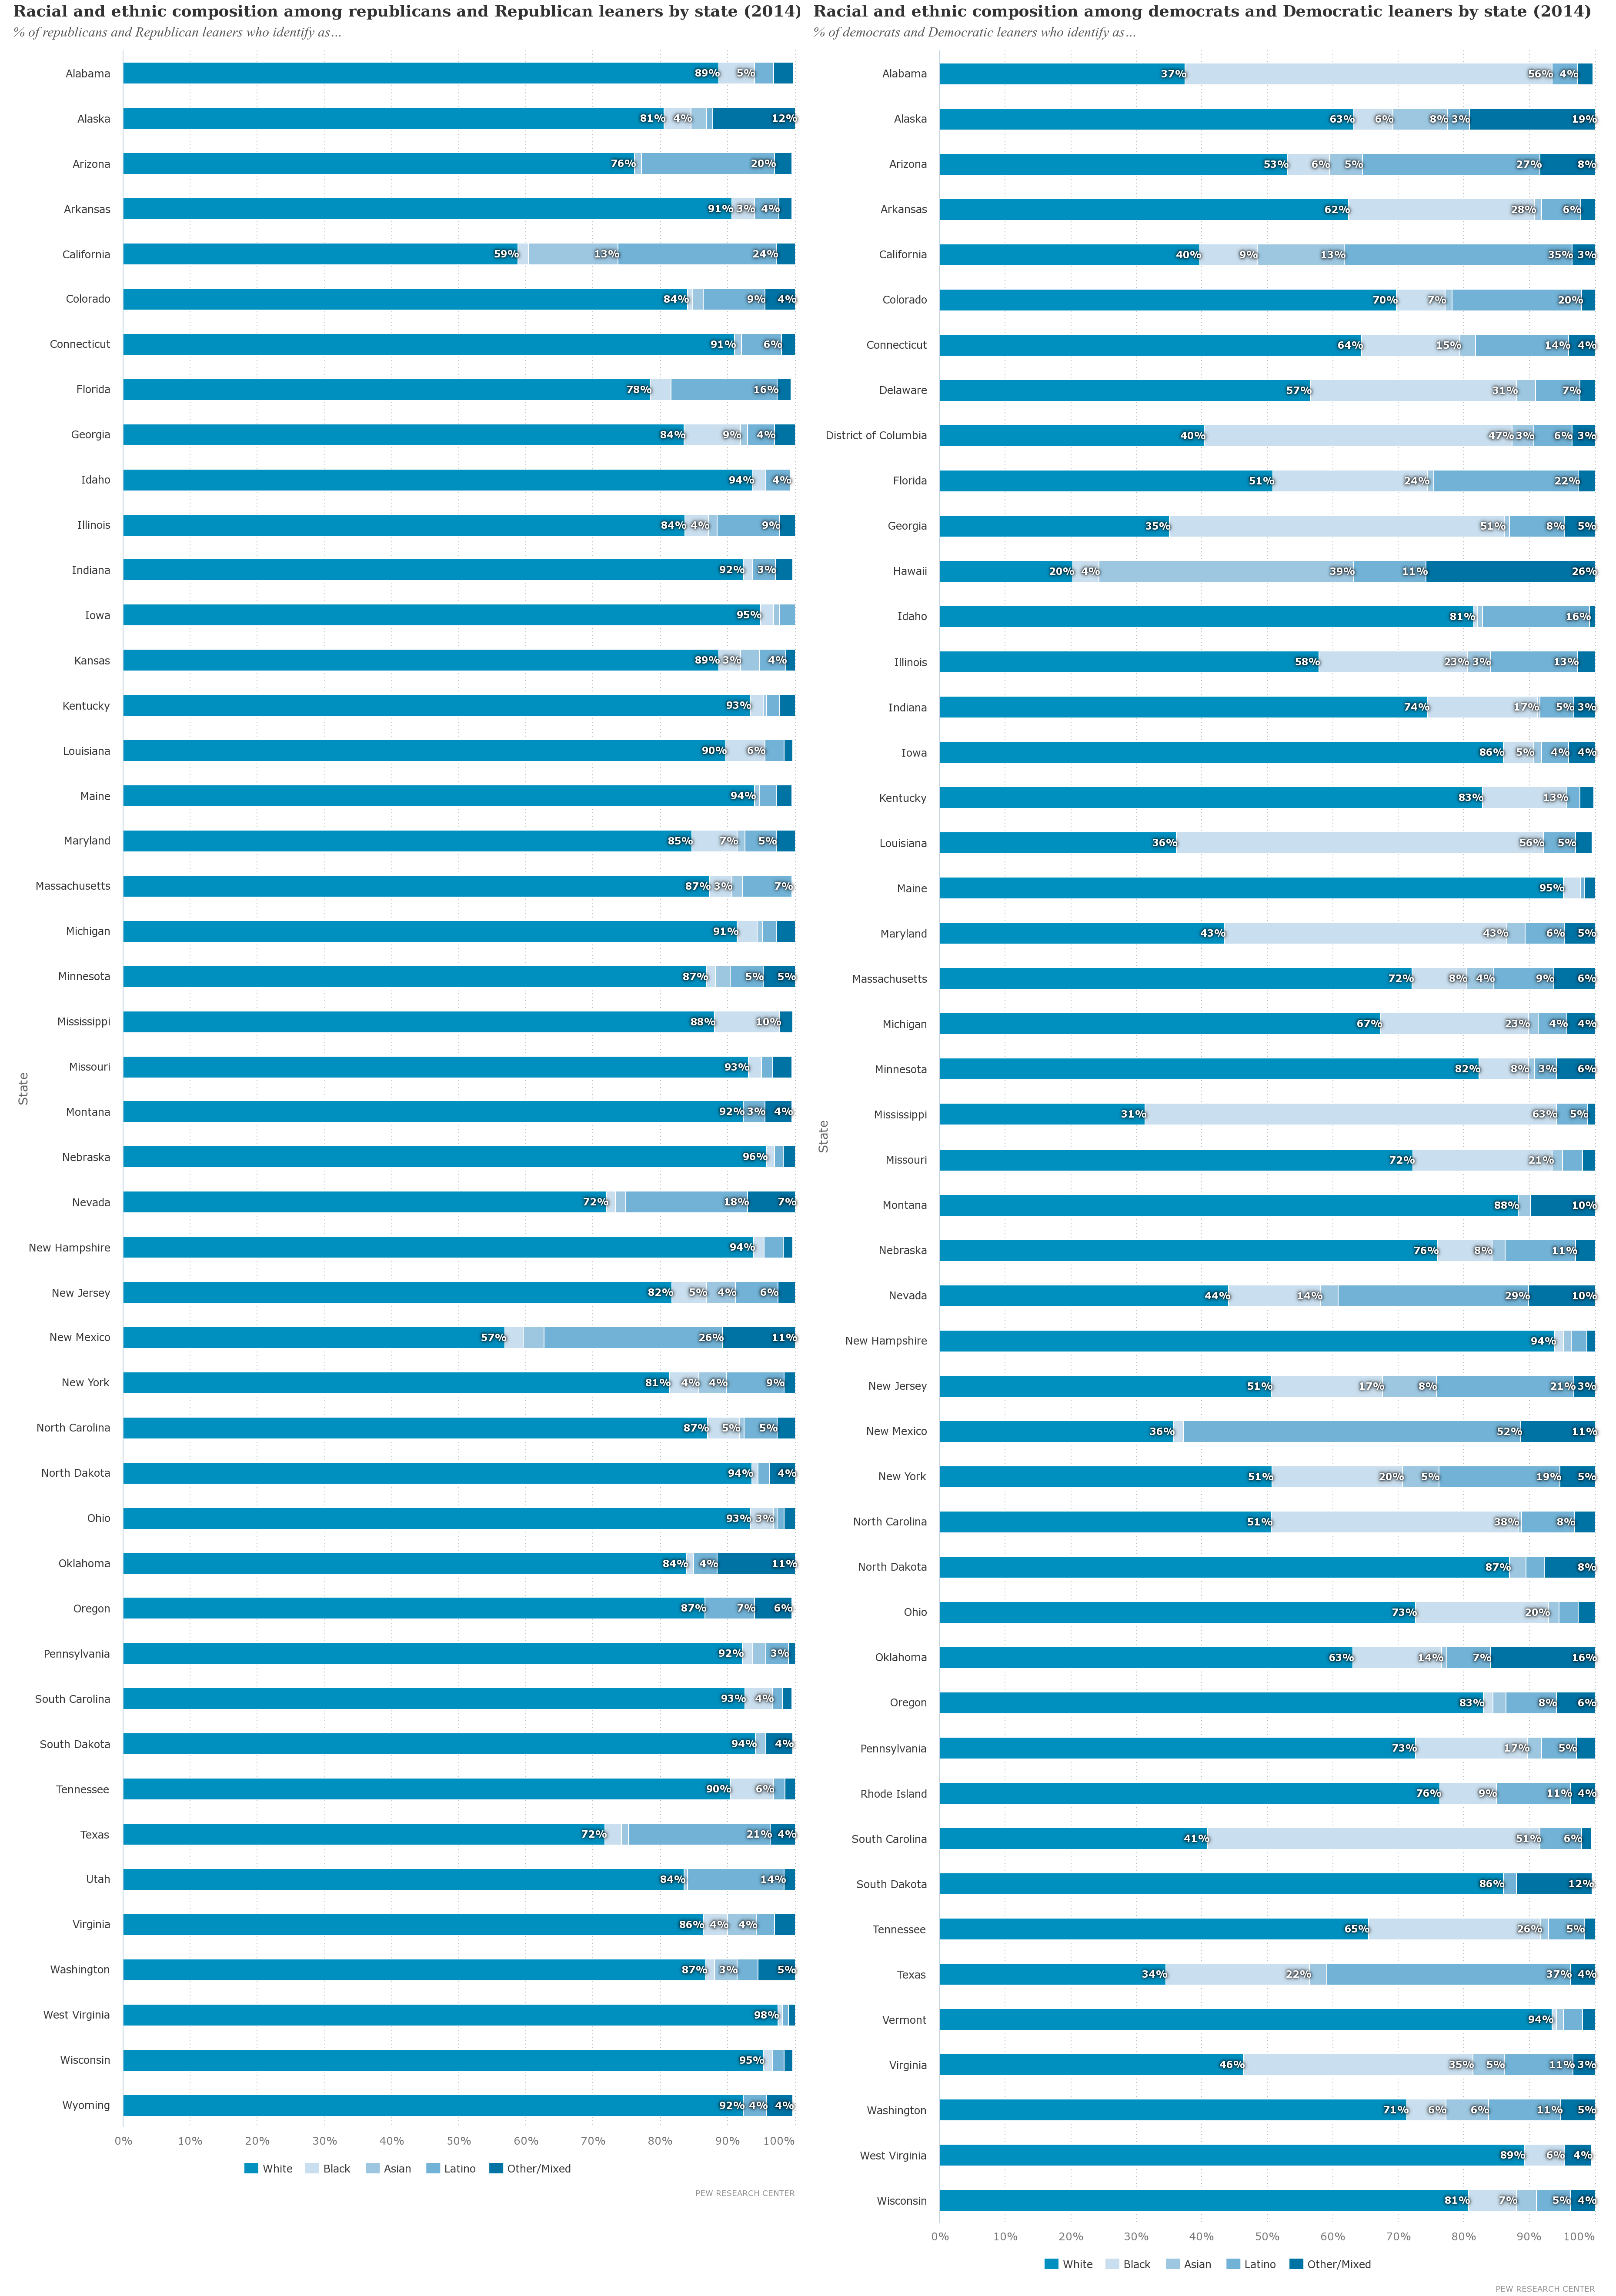 Racial and ethnic composition among republicans and Republican leaners by state (2014)
% of republicans and Republican leaners who identify as…
State
Alabama 89% 5%
Alaska 81% 4% 12%
Arizona 76% 20%
Arkansas 91% 3% 4%
California 59% 13% 24%
Colorado 84% 9% 4%
Connecticut 91% 6%
Florida 78% 16%
Georgia 84% 9% 4%
Idaho 94% 4%
Illinois 84% 4% 9%
Indiana 92% 3%
Iowa 95%
Kansas 89% 3% 4%
Kentucky 93%
Louisiana 90% 6%
Maine 94%
Maryland 85% 7% 5%
Massachusetts 87% 3% 7%
Michigan 91%
Minnesota 87% 5% 5%
Mississippi 88% 10%
Missouri 93%
Montana 92% 3% 4%
Nebraska 96%
Nevada 72% 18% 7%
New Hampshire 94%
New Jersey 82% 5% 4% 6%
New Mexico 57% 26% 11%
New York 81% 4% 4% 9%
North Carolina 87% 5% 5%
North Dakota 94% 4%
Ohio 93% 3%
Oklahoma 84% 4% 11%
Oregon 87% 7% 6%
Pennsylvania 92% 3%
South Carolina 93% 4%
South Dakota 94% 4%
Tennessee 90% 6%
Texas 72% 21% 4%
Utah 84% 14%
Virginia 86% 4% 4%
Washington 87% 3% 5%
West Virginia 98%
Wisconsin 95%
Wyoming 92% 4% 4%
0% 10% 20% 30% 40% 50% 60% 70% 80% 90% 100%
White Black Asian Latino Other/Mixed
PEW RESEARCH CENTER
Racial and ethnic composition among democrats and Democratic leaners by state (2014)
% of democrats and Democratic leaners who identify as…
State
Alabama 37% 56% 4%
Alaska 63% 6% 8% 3% 19%
Arizona 53% 6% 5% 27% 8%
Arkansas 62% 28% 6%
California 40% 9% 13% 35% 3%
Colorado 70% 7% 20%
Connecticut 64% 15% 14% 4%
Delaware 57% 31% 7%
District of Columbia 40% 47% 3% 6% 3%
Florida 51% 24% 22%
Georgia 35% 51% 8% 5%
Hawaii 20% 4% 39% 11% 26%
Idaho 81% 16%
Illinois 58% 23% 3% 13%
Indiana 74% 17% 5% 3%
Iowa 86% 5% 4% 4%
Kentucky 83% 13%
Louisiana 36% 56% 5%
Maine 95%
Maryland 43% 43% 6% 5%
Massachusetts 72% 8% 4% 9% 6%
Michigan 67% 23% 4% 4%
Minnesota 82% 8% 3% 6%
Mississippi 31% 63% 5%
Missouri 72% 21%
Montana 88% 10%
Nebraska 76% 8% 11%
Nevada 44% 14% 29% 10%
New Hampshire 94%
New Jersey 51% 17% 8% 21% 3%
New Mexico 36% 52% 11%
New York 51% 20% 5% 19% 5%
North Carolina 51% 38% 8%
North Dakota 87% 8%
Ohio 73% 20%
Oklahoma 63% 14% 7% 16%
Oregon 83% 8% 6%
Pennsylvania 73% 17% 5%
Rhode Island 76% 9% 11% 4%
South Carolina 41% 51% 6%
South Dakota 86% 12%
Tennessee 65% 26% 5%
Texas 34% 22% 37% 4%
Vermont 94%
Virginia 46% 35% 5% 11% 3%
Washington 71% 6% 6% 11% 5%
West Virginia 89% 6% 4%
Wisconsin 81% 7% 5% 4%
0% 10% 20% 30% 40% 50% 60% 70% 80% 90% 100%
White Black Asian Latino Other/Mixed
PEW RESEARCH CENTER